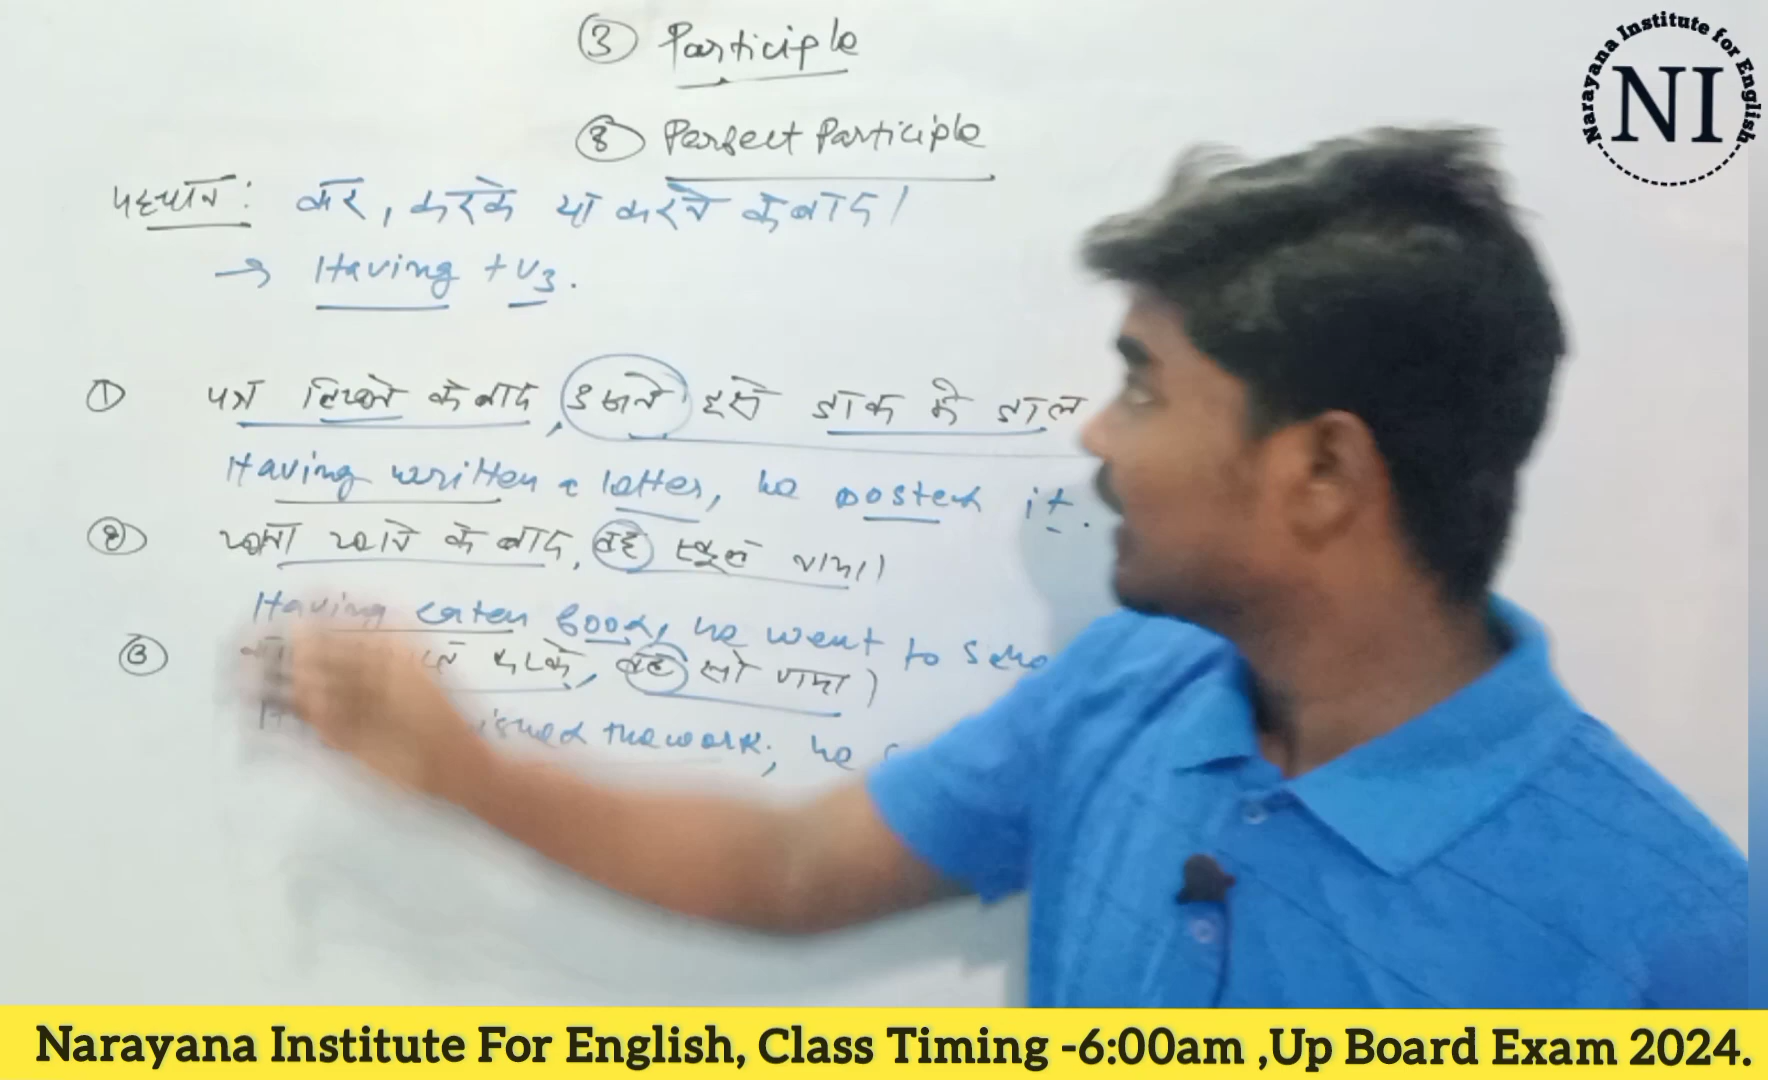 ③ Participle
Narayana Institute for English
NI
⑧ Perfect Participle
पहचान: कर, करके या करने के बाद।
→ Having + V3.
① पत्र लिखने के बाद, उसने इसे डाक में डाल
Having written a letter, he posted it.
② खाना खाने के बाद, वह स्कूल गया।
Having eaten food, he went to
③ करके, वह सो गया।
the work, he
Narayana Institute For English, Class Timing -6:00am ,Up Board Exam 2024.